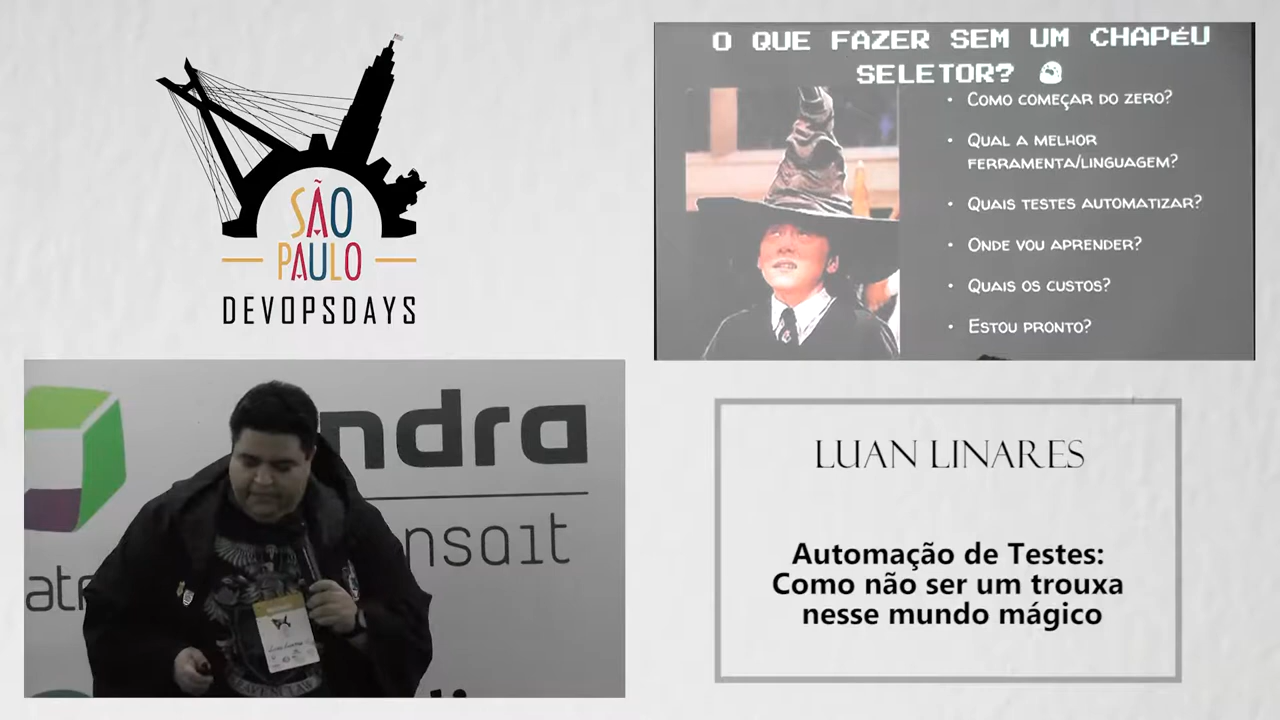 SÃO
PAULO
DEVOPSDAYS
O QUE FAZER SEM UM CHAPÉU
SELETOR?
• COMO COMEÇAR DO ZERO?
• QUAL A MELHOR
FERRAMENTA/LINGUAGEM?
• QUAIS TESTES AUTOMATIZAR?
• ONDE VOU APRENDER?
• QUAIS OS CUSTOS?
• ESTOU PRONTO?
ndra
nsait
atr
LUAN LINARES
Automação de Testes:
Como não ser um trouxa
nesse mundo mágico